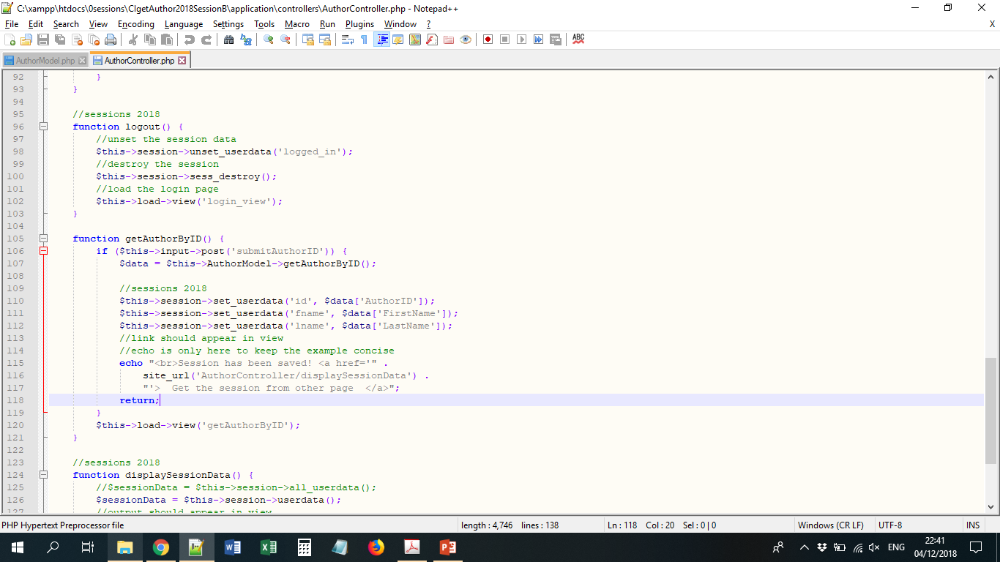 C:\xampp\htdocs\0sessions\CIgetAuthor2018SessionB\application\controllers\AuthorController.php - Notepad++
File Edit Search View Encoding Language Settings Tools Macro Run Plugins Window ? X
AuthorModel.php AuthorController.php
92 }
93 }
94
95 //sessions 2018
96 function logout() {
97 //unset the session data
98 $this->session->unset_userdata('logged_in');
99 //destroy the session
100 $this->session->sess_destroy();
101 //load the login page
102 $this->load->view('login_view');
103 }
104
105 function getAuthorByID() {
106 if ($this->input->post('submitAuthorID')) {
107 $data = $this->AuthorModel->getAuthorByID();
108
109 //sessions 2018
110 $this->session->set_userdata('id', $data['AuthorID']);
111 $this->session->set_userdata('fname', $data['FirstName']);
112 $this->session->set_userdata('lname', $data['LastName']);
113 //link should appear in view
114 //echo is only here to keep the example concise
115 echo "<br>Session has been saved! <a href='" .
116 site_url('AuthorController/displaySessionData') .
117 "'>  Get the session from other page  </a>";
118 return;
119 }
120 $this->load->view('getAuthorByID');
121 }
122
123 //sessions 2018
124 function displaySessionData() {
125 //$sessionData = $this->session->all_userdata();
126 $sessionData = $this->session->userdata();
127 //output should appear in view
PHP Hypertext Preprocessor file length : 4,746 lines : 138 Ln : 118 Col : 20 Sel : 0 | 0 Windows (CR LF) UTF-8 INS
ENG 22:41
04/12/2018